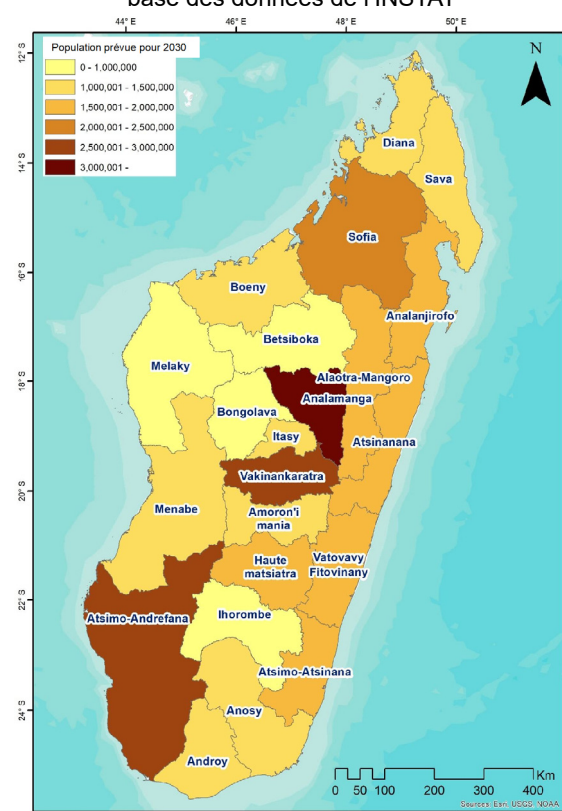 base des données de l'INSTAT
44° E 46° E 48° E 50° E
Population prévue pour 2030
0 - 1,000,000
1,000,001 - 1,500,000
1,500,001 - 2,000,000
2,000,001 - 2,500,000
2,500,001 - 3,000,000
3,000,001 -
N
12° S
14° S
16° S
18° S
20° S
22° S
24° S
Diana
Sava
Sofia
Boeny
Analanjirofo
Betsiboka
Melaky
Alaotra-Mangoro
Analamanga
Bongolava
Itasy
Atsinanana
Vakinankaratra
Menabe
Amoron'i
mania
Haute
matsiatra
Vatovavy
Fitovinany
Atsimo-Andrefana
Ihorombe
Atsimo-Atsinana
Anosy
Androy
Km
0 50 100 200 300 400
Sources: Esri, USGS, NOAA